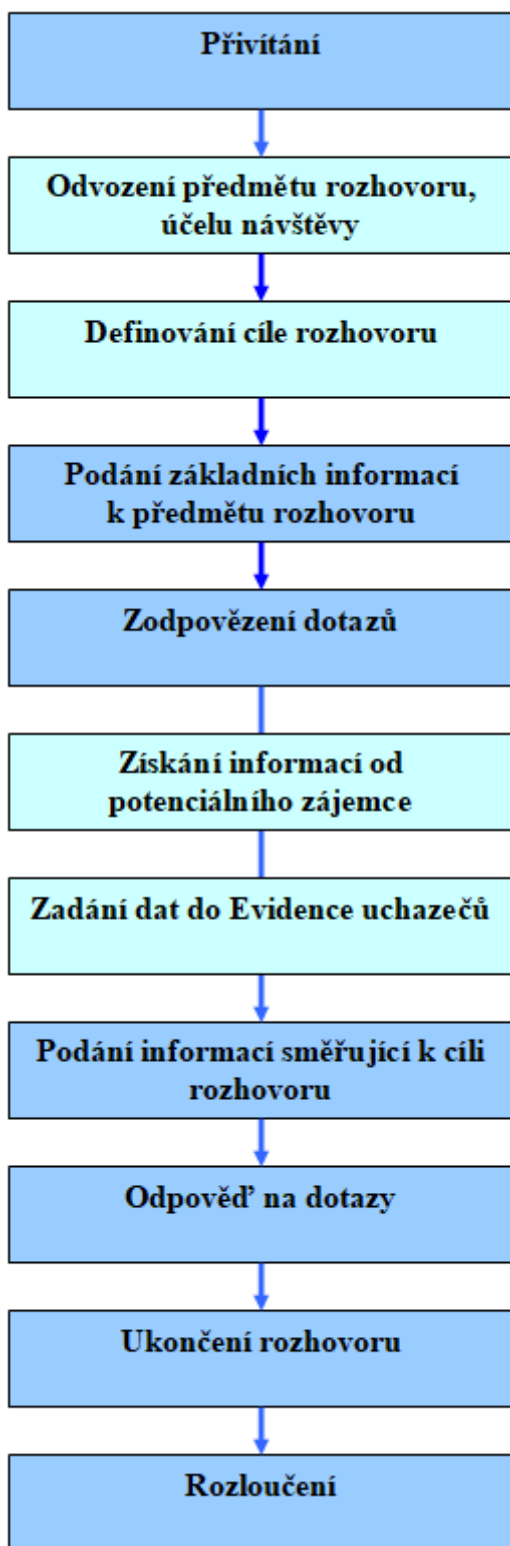 Přivítání
Odvození předmětu rozhovoru,
účelu návštěvy
Definování cíle rozhovoru
Podání základních informací
k předmětu rozhovoru
Zodpovězení dotazů
Získání informací od
potenciálního zájemce
Zadání dat do Evidence uchazečů
Podání informací směřující k cíli
rozhovoru
Odpověď na dotazy
Ukončení rozhovoru
Rozloučení